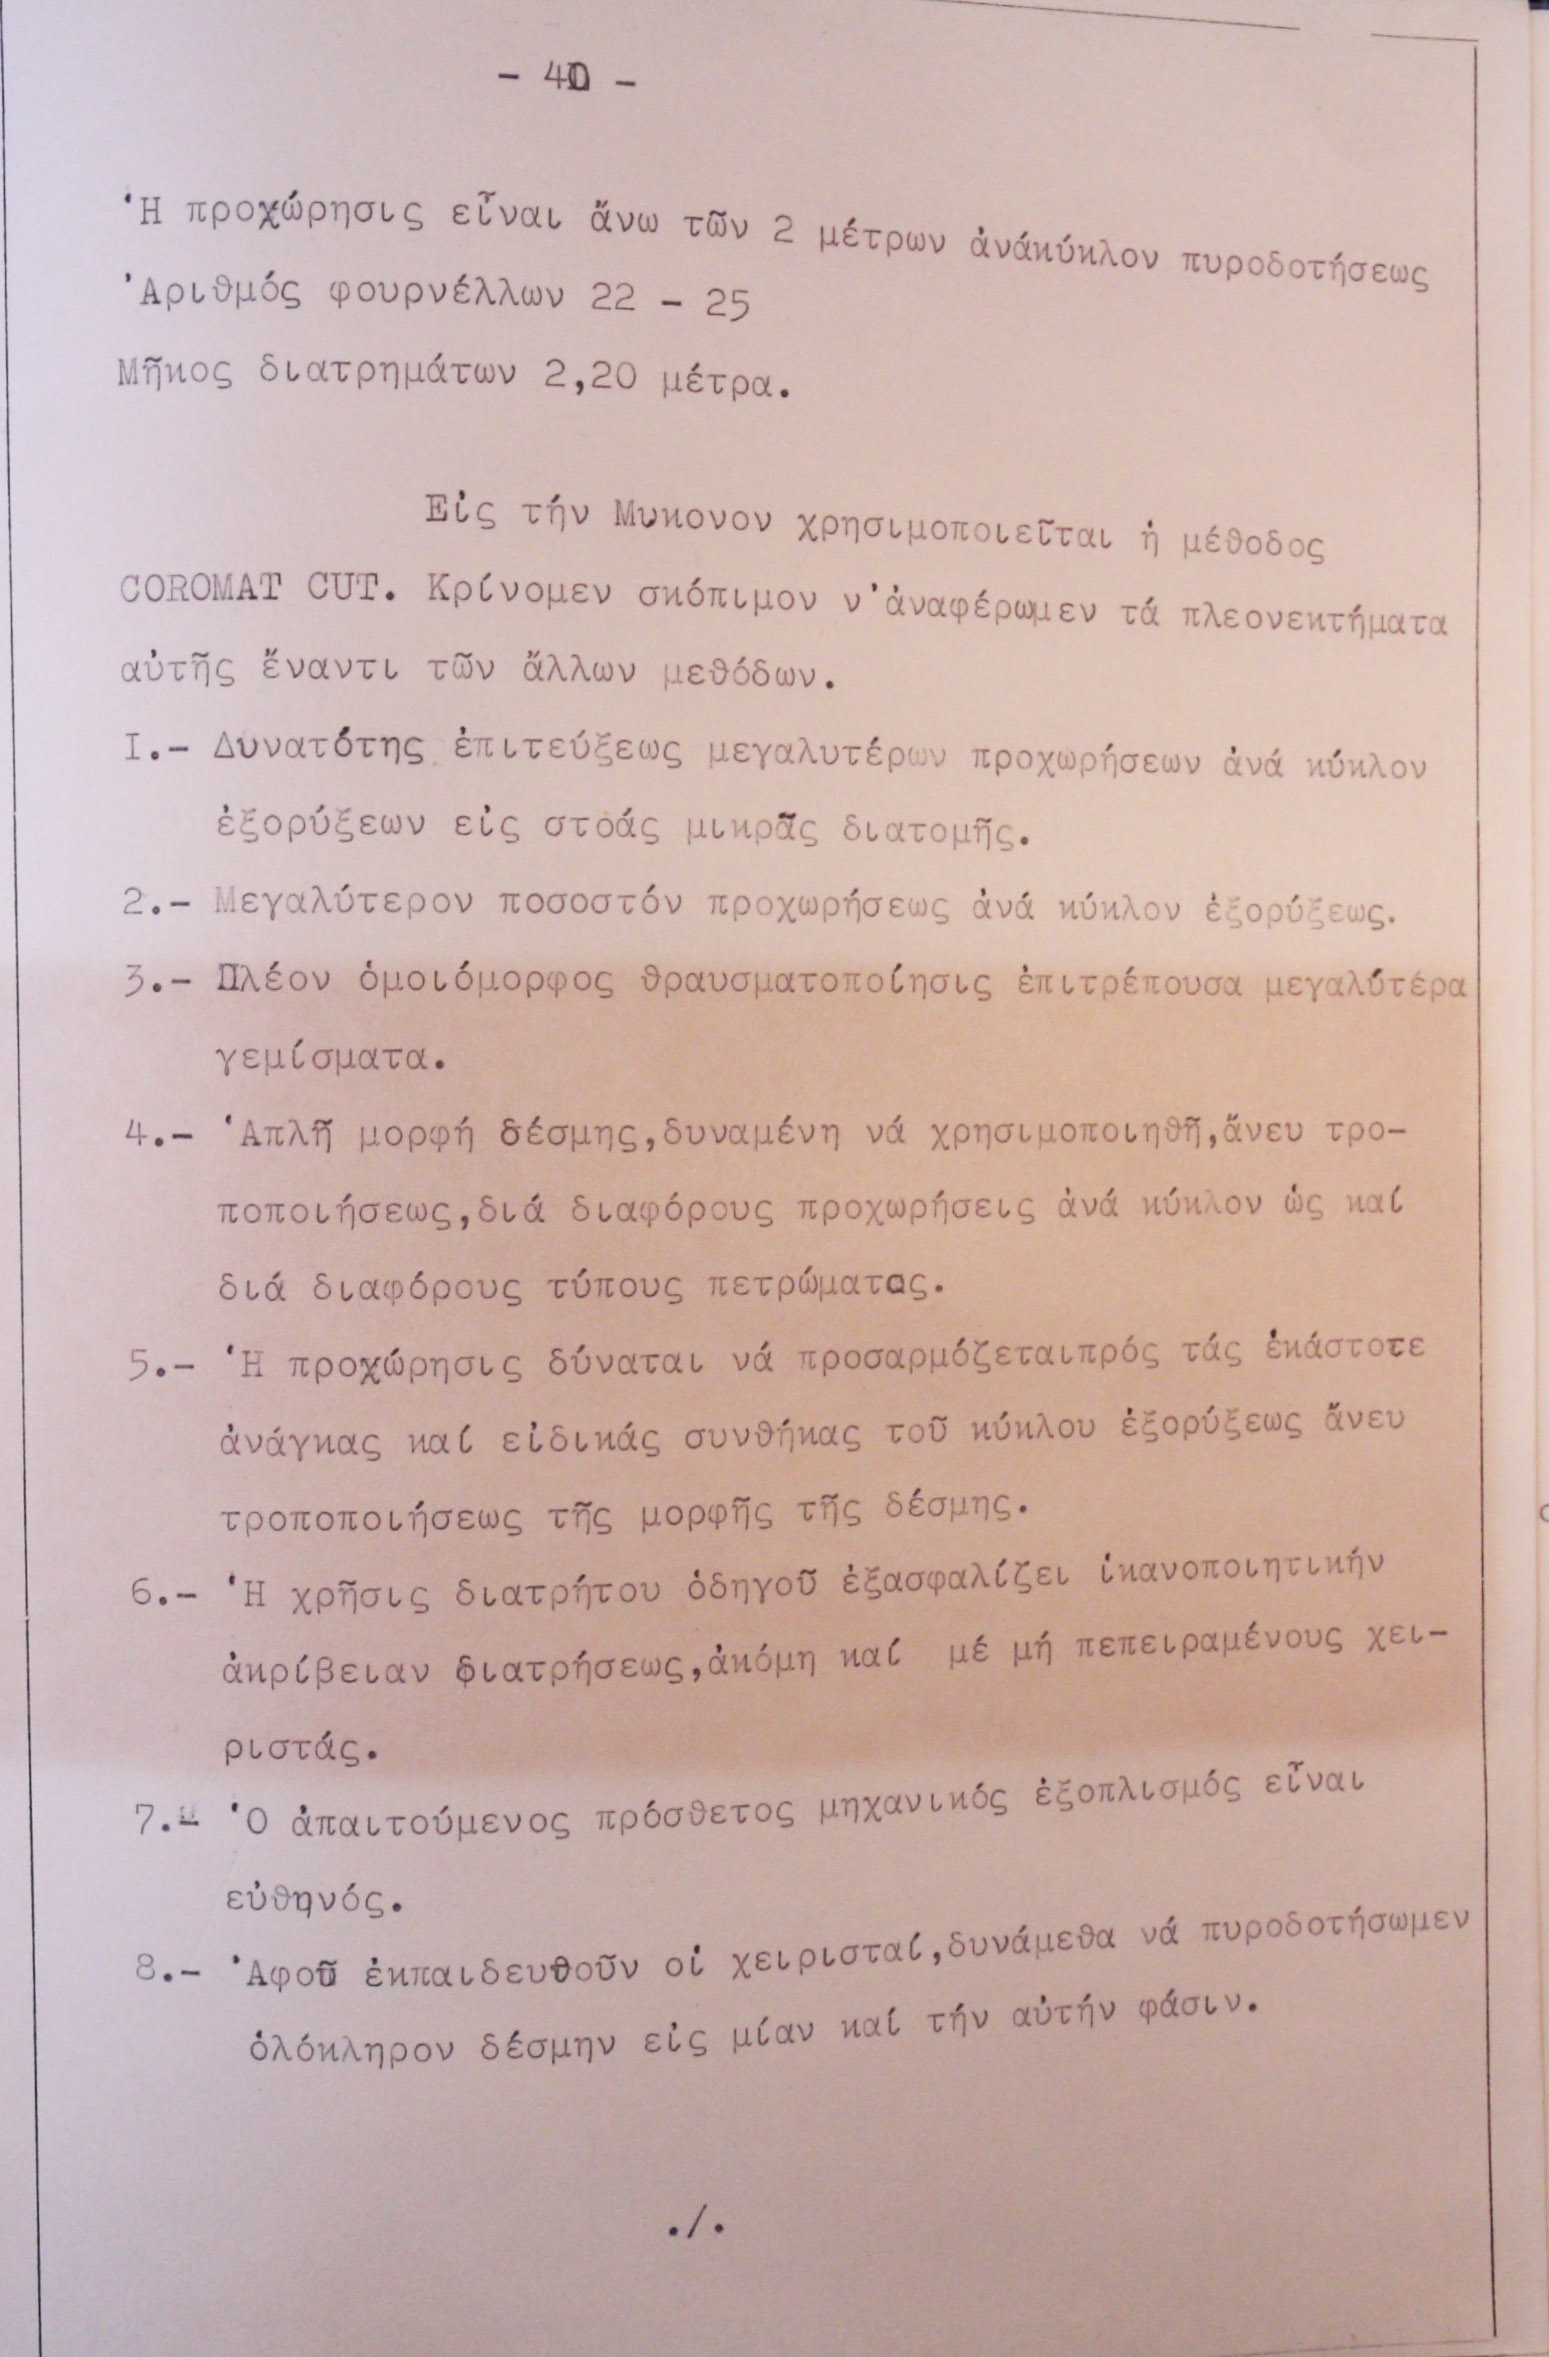 - 40 -
Ἡ προχώρησις εἶναι ἄνω τῶν 2 μέτρων ἀνάκύκλον πυροδοτήσεως
Ἀριθμός φουρνέλλων 22 - 25
Μῆκος διατρημάτων 2,20 μέτρα.
Εἰς τήν Μυκονον χρησιμοποιεῖται ἡ μέθοδος
COROMAT CUT. Κρίνομεν σκόπιμον ν'ἀναφέρωμεν τά πλεονεκτήματα
αὐτῆς ἔναντι τῶν ἄλλων μεθόδων.
I.- Δυνατότης ἐπιτεύξεως μεγαλυτέρων προχωρήσεων ἀνά κύκλον
ἐξορύξεων εἰς στοάς μικρᾶς διατομῆς.
2.- Μεγαλύτερον ποσοστόν προχωρήσεως ἀνά κύκλον ἐξορύξεως.
3.- Πλέον ὁμοιόμορφος θραυσματοποίησις ἐπιτρέπουσα μεγαλύτέρα
γεμίσματα.
4.- Ἁπλῆ μορφή δέσμης,δυναμένη νά χρησιμοποιηθῆ,ἄνευ τρο-
ποποιήσεως,διά διαφόρους προχωρήσεις ἀνά κύκλον ὡς καί
διά διαφόρους τύπους πετρώματος.
5.- Ἡ προχώρησις δύναται νά προσαρμόζεταιπρός τάς ἑκάστοτε
ἀνάγκας καί εἰδικάς συνθήκας τοῦ κύκλου ἐξορύξεως ἄνευ
τροποποιήσεως τῆς μορφῆς τῆς δέσμης.
6.- Ἡ χρῆσις διατρήτου ὁδηγοῦ ἐξασφαλίζει ἱκανοποιητικήν
ἀκρίβειαν διατρήσεως,ἀκόμη καί μέ μή πεπειραμένους χει-
ριστάς.
7.- Ὁ ἀπαιτούμενος πρόσθετος μηχανικός ἐξοπλισμός εἶναι
εὐθηνός.
8.- Ἀφοῦ ἐκπαιδευθοῦν οἱ χειρισταί,δυνάμεθα νά πυροδοτήσωμεν
ὁλόκληρον δέσμην εἰς μίαν καί τήν αὐτήν φάσιν.
./.